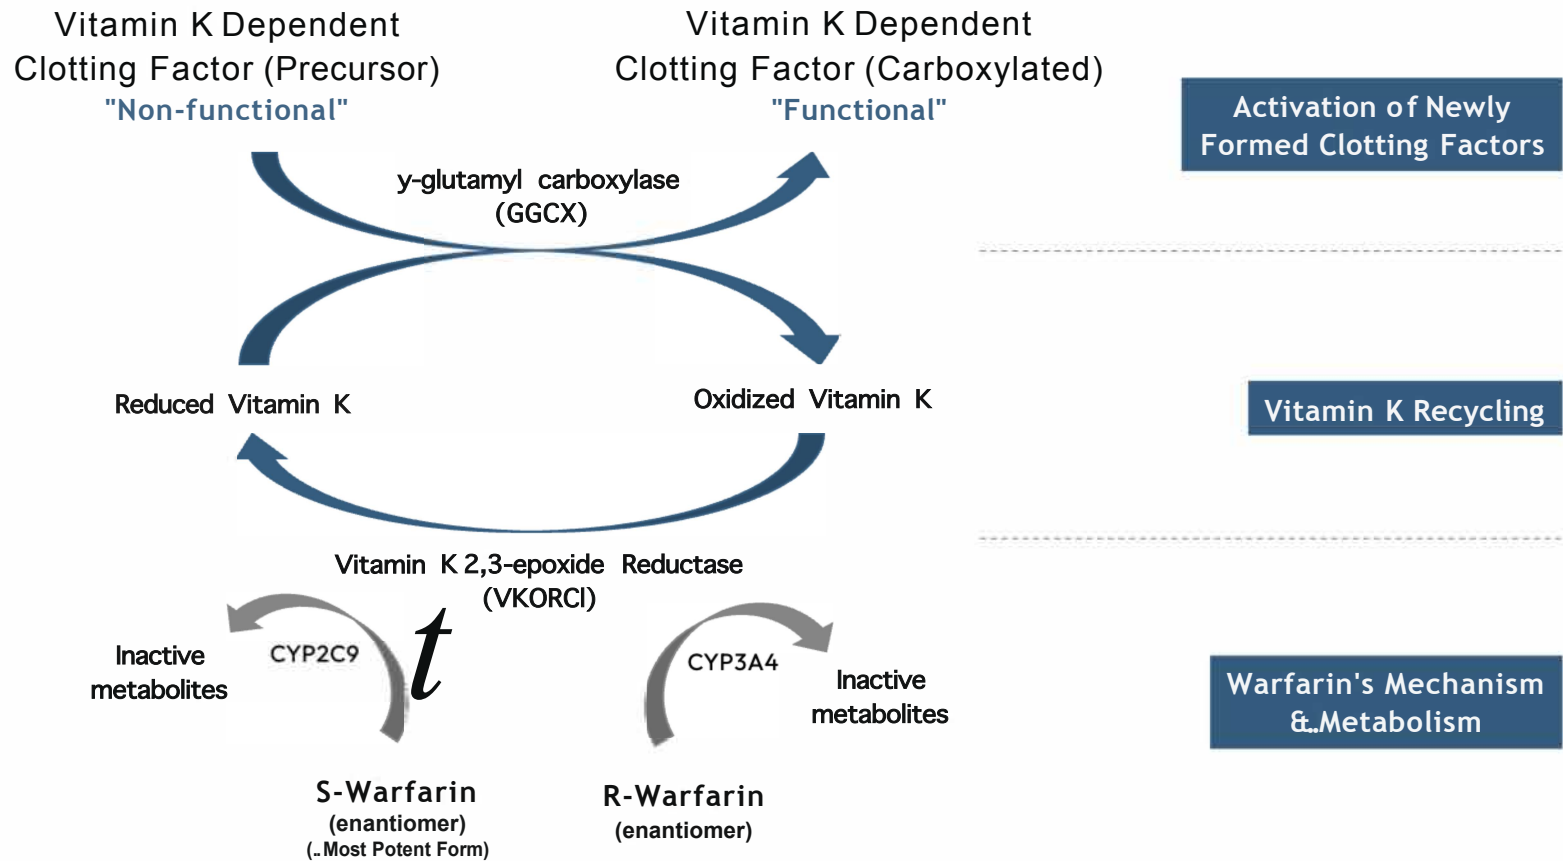 Vitamin K Dependent
Clotting Factor (Precursor)
"Non-functional"
Vitamin K Dependent
Clotting Factor (Carboxylated)
"Functional"
Activation of Newly
Formed Clotting Factors
y-glutamyl carboxylase
(GGCX)
Reduced Vitamin K
Oxidized Vitamin K
Vitamin K Recycling
Vitamin K 2,3-epoxide Reductase
(VKORCl)
t
Inactive
metabolites
CYP2C9
CYP3A4
Inactive
metabolites
Warfarin's Mechanism
&..Metabolism
S-Warfarin
(enantiomer)
(..Most Potent Form)
R-Warfarin
(enantiomer)